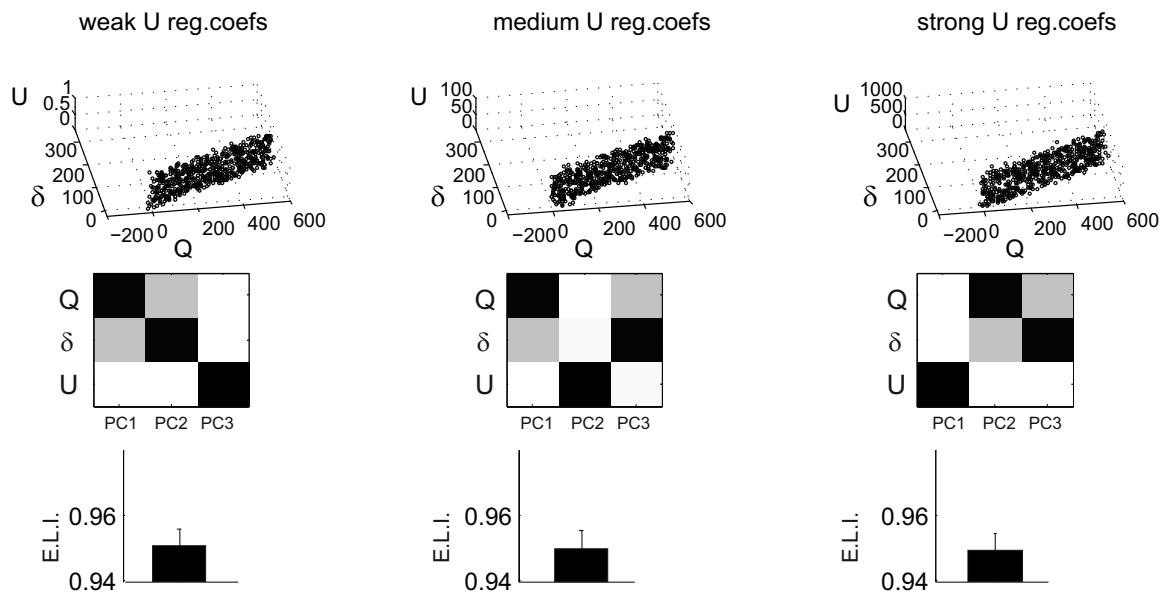 weak U reg.coefs
U
1
0.5
0
300
200
100
0
δ
−200
0
200
400
600
Q
Q
δ
U
PC1 PC2 PC3
E.L.I.
0.96
0.94
medium U reg.coefs
U
100
50
0
300
200
100
0
δ
−200
0
200
400
600
Q
Q
δ
U
PC1 PC2 PC3
E.L.I.
0.96
0.94
strong U reg.coefs
U
1000
500
0
300
200
100
0
δ
−200
0
200
400
600
Q
Q
δ
U
PC1 PC2 PC3
E.L.I.
0.96
0.94